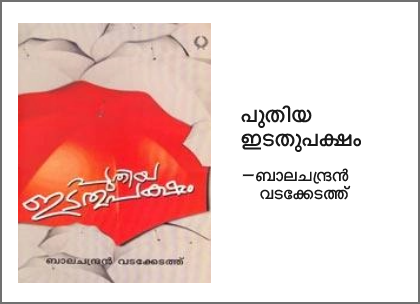 പുതിയ
ഇടതുപക്ഷം
ബാലചന്ദ്രൻ വടക്കേടത്ത്
പുതിയ
ഇടതുപക്ഷം
–ബാലചന്ദ്രൻ
വടക്കേടത്ത്